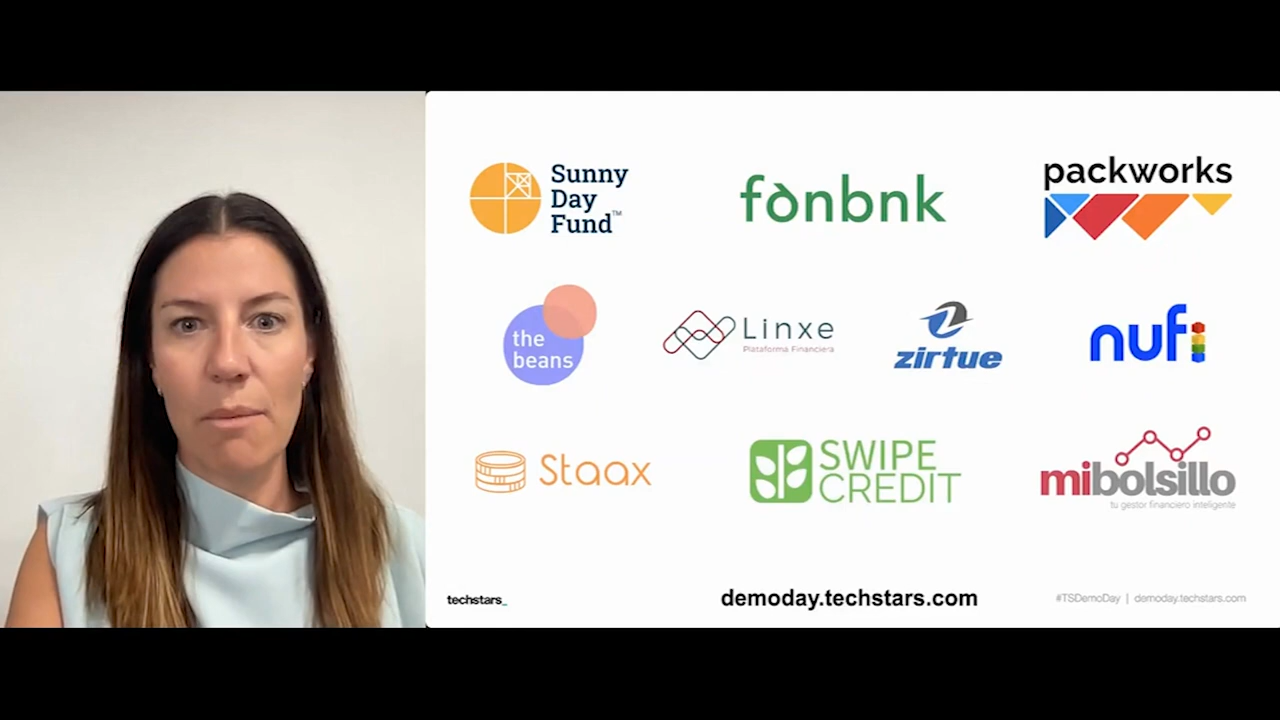 Sunny
Day
Fund™
fònbnk
packworks
the
beans
Linxe
Plataforma Financiera
zirtue
nufi
Staax
SWIPE
CREDIT
mibolsillo
tu gestor financiero inteligente
techstars_
demoday.techstars.com
#TSDemoDay | demoday.techstars.com